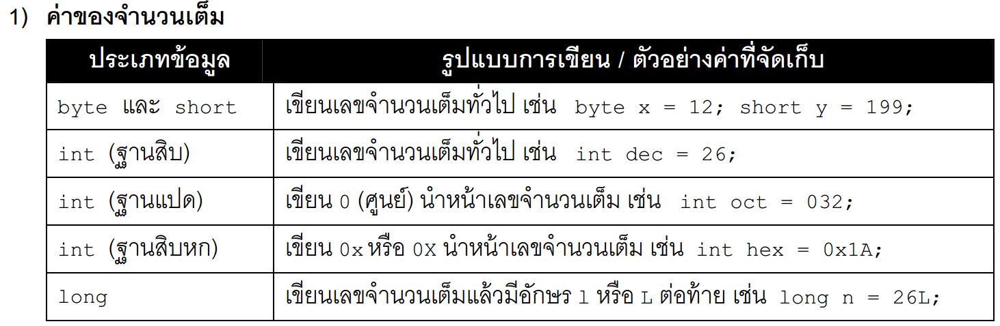 1) ค่าของจำนวนเต็ม
ประเภทข้อมูล รูปแบบการเขียน / ตัวอย่างค่าที่จัดเก็บ
byte และ short เขียนเลขจำนวนเต็มทั่วไป เช่น byte x = 12; short y = 199;
int (ฐานสิบ) เขียนเลขจำนวนเต็มทั่วไป เช่น int dec = 26;
int (ฐานแปด) เขียน 0 (ศูนย์) นำหน้าเลขจำนวนเต็ม เช่น int oct = 032;
int (ฐานสิบหก) เขียน 0x หรือ 0X นำหน้าเลขจำนวนเต็ม เช่น int hex = 0x1A;
long เขียนเลขจำนวนเต็มแล้วมีอักษร l หรือ L ต่อท้าย เช่น long n = 26L;